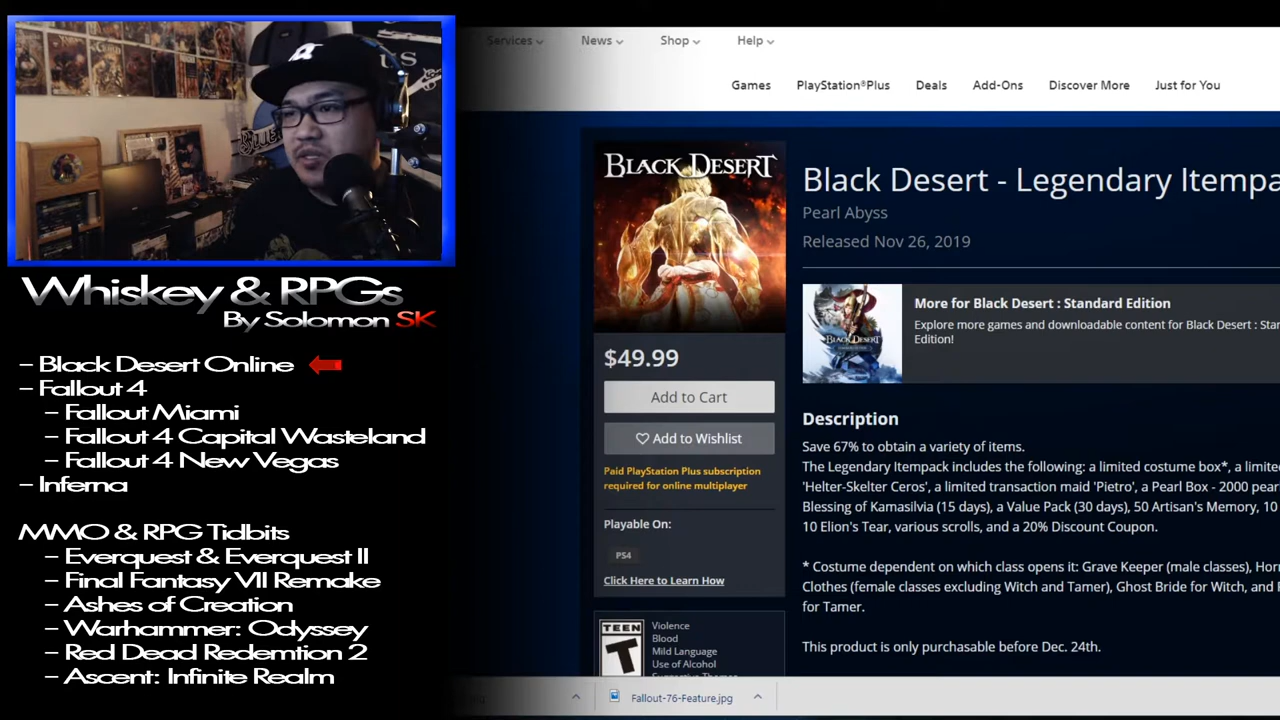 Whiskey & RPGs
By Solomon SK
- Black Desert Online
- Fallout 4
- Fallout Miami
- Fallout 4 Capital Wasteland
- Fallout 4 New Vegas
- Inferna
MMO & RPG Tidbits
- Everquest & Everquest II
- Final Fantasy VII Remake
- Ashes of Creation
- Warhammer: Odyssey
- Red Dead Redemtion 2
- Ascent: Infinite Realm
Services News Shop Help
Games PlayStation®Plus Deals Add-Ons Discover More Just for You
BLACK DESERT
$49.99
Add to Cart
Add to Wishlist
Paid PlayStation Plus subscription
required for online multiplayer
Playable On:
PS4
Click Here to Learn How
TEEN
T
Violence
Blood
Mild Language
Use of Alcohol
Black Desert - Legendary Itempa
Pearl Abyss
Released Nov 26, 2019
BLACK DESERT
More for Black Desert : Standard Edition
Explore more games and downloadable content for Black Desert : Sta
Edition!
Description
Save 67% to obtain a variety of items.
The Legendary Itempack includes the following: a limited costume box*, a limite
'Helter-Skelter Ceros', a limited transaction maid 'Pietro', a Pearl Box - 2000 pear
Blessing of Kamasilvia (15 days), a Value Pack (30 days), 50 Artisan's Memory, 10
10 Elion's Tear, various scrolls, and a 20% Discount Coupon.
* Costume dependent on which class opens it: Grave Keeper (male classes), Hor
Clothes (female classes excluding Witch and Tamer), Ghost Bride for Witch, and
for Tamer.
This product is only purchasable before Dec. 24th.
Fallout-76-Feature.jpg